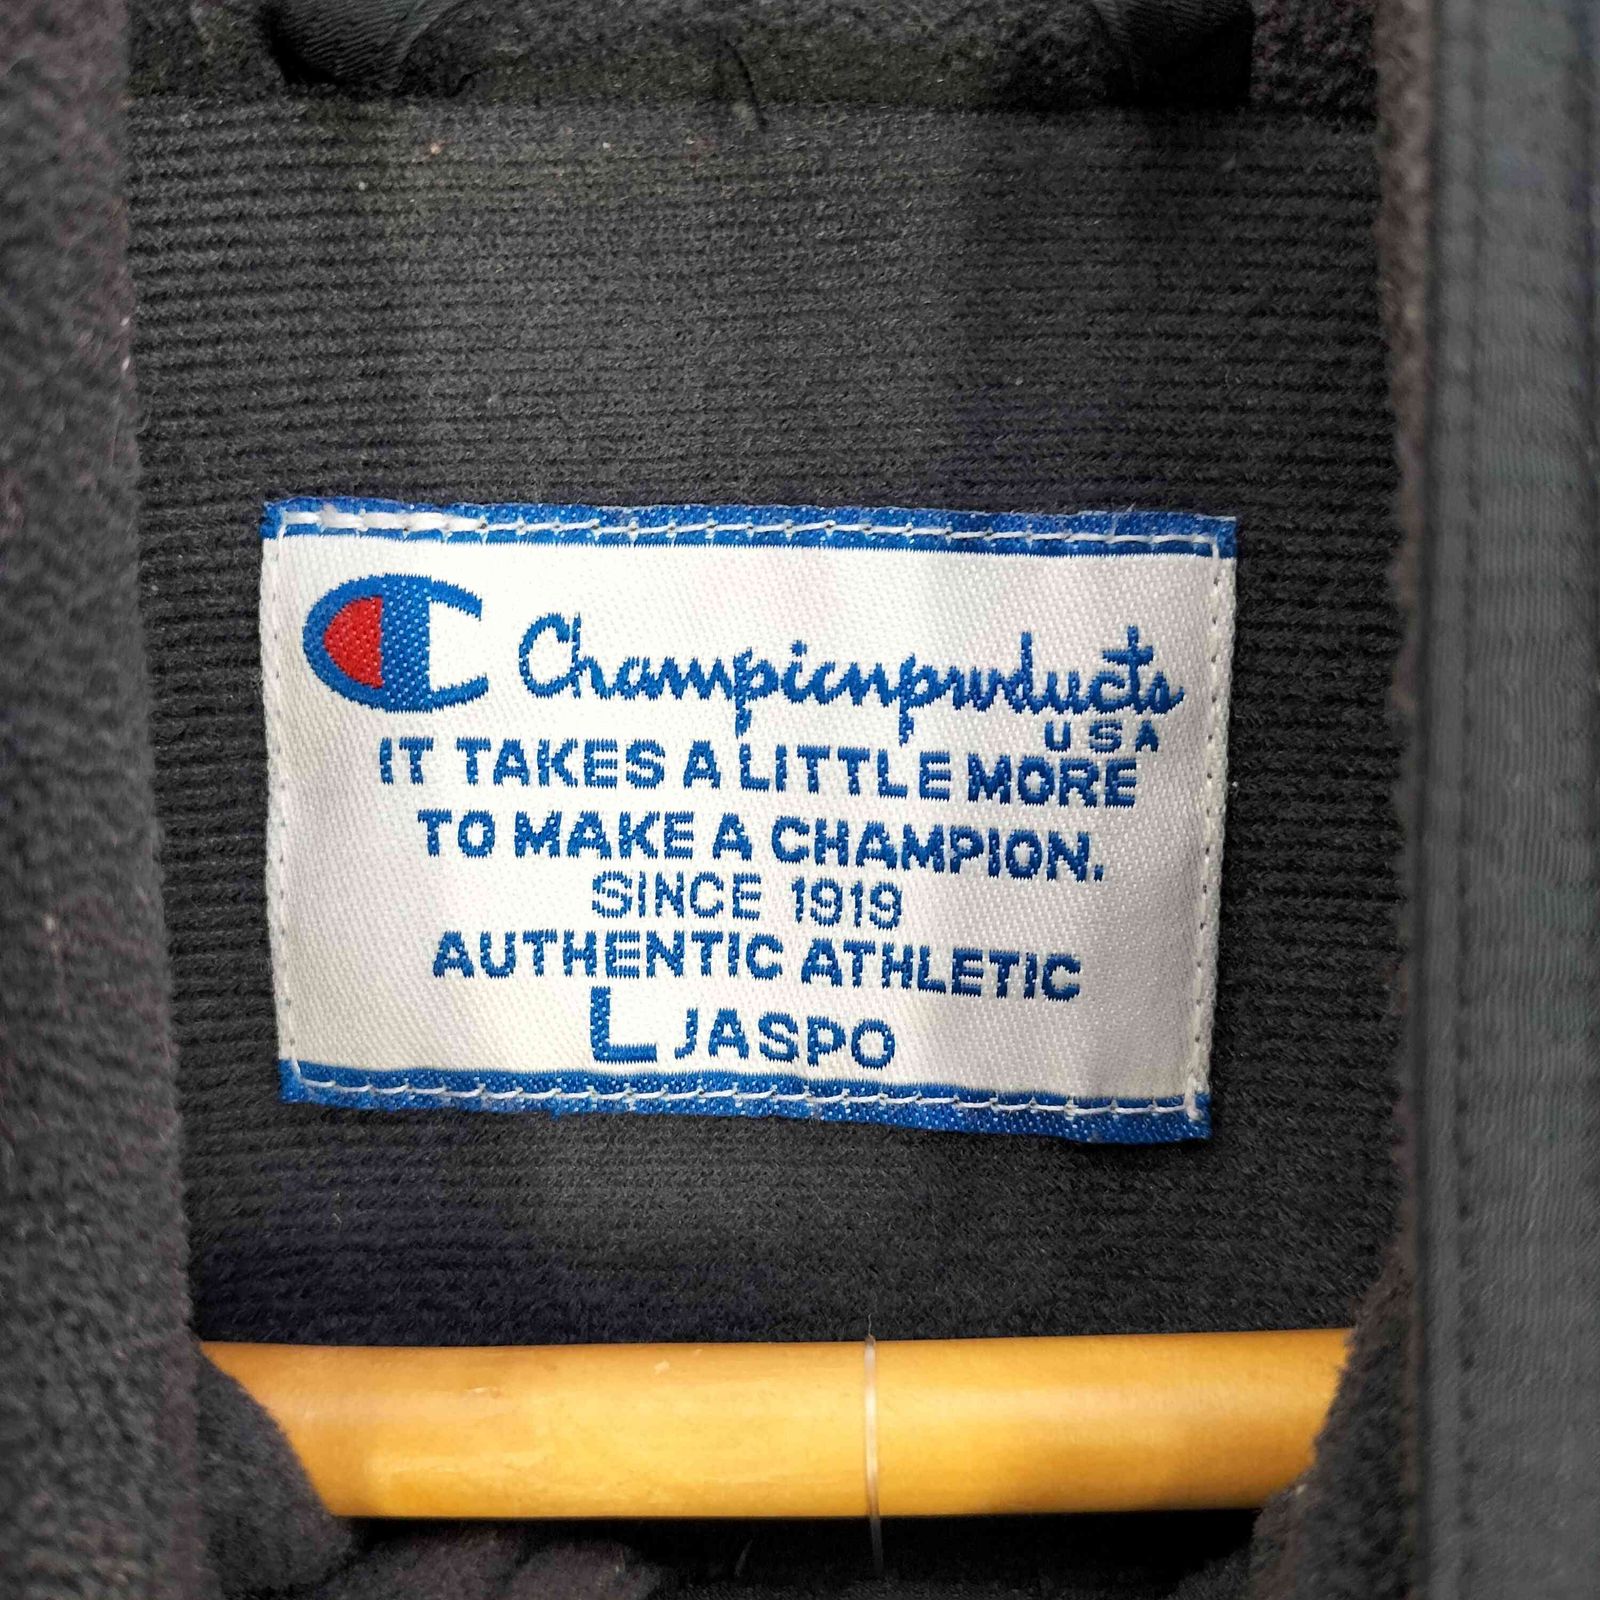 Championproducts
USA
IT TAKES A LITTLE MORE
TO MAKE A CHAMPION.
SINCE 1919
AUTHENTIC ATHLETIC
L JASPO